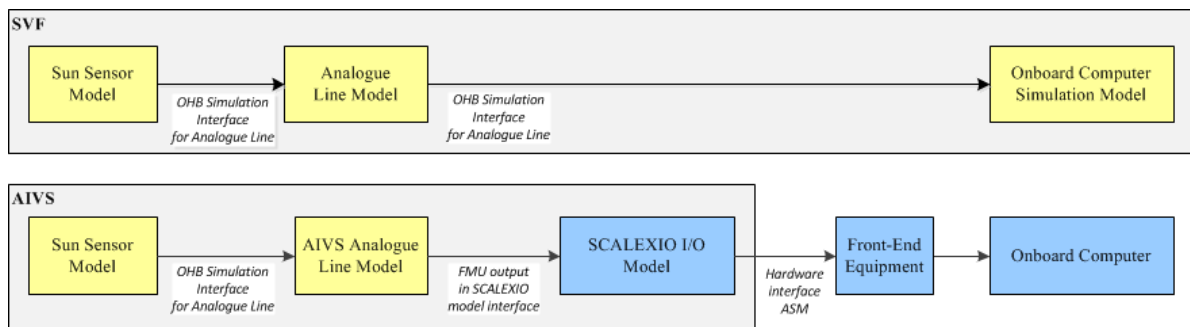 SVF
Sun Sensor
Model
OHB Simulation
Interface
for Analogue Line
Analogue
Line Model
OHB Simulation
Interface
for Analogue Line
Onboard Computer
Simulation Model
AIVS
Sun Sensor
Model
OHB Simulation
Interface
for Analogue Line
AIVS Analogue
Line Model
FMU output
in SCALEXIO
model interface
SCALEXIO I/O
Model
Hardware
interface
ASM
Front-End
Equipment
Onboard Computer